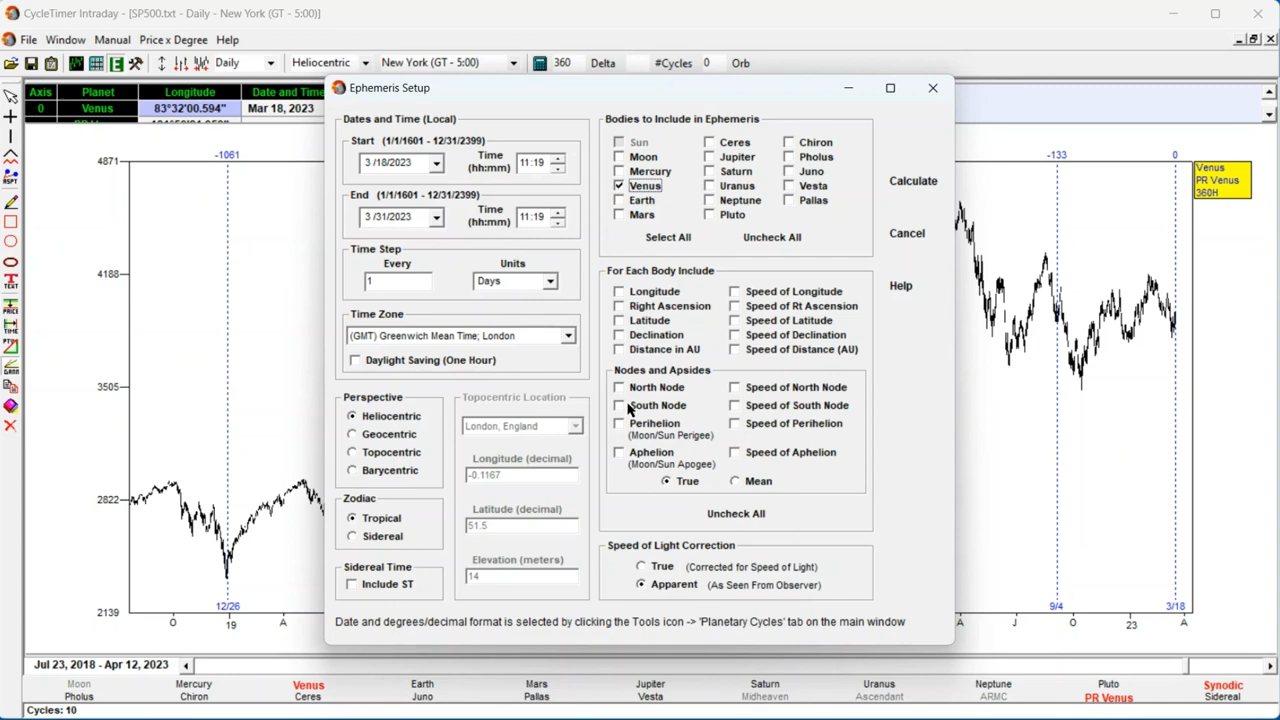 CycleTimer Intraday - [SP500.txt - Daily - New York (GT - 5:00)]
File Window Manual Price x Degree Help
Daily Heliocentric New York (GT - 5:00) 360 Delta #Cycles 0 Orb
Axis Planet Longitude Date and Time
0 Venus 83°32'00.594" Mar 18, 2023
RSPT
TEXT
PRICE
TIME
PTV
GANN
4871
4188
3505
2822
2139
-1061
-133
0
Venus
PR Venus
360H
12/26
9/4
3/18
O
19
A
A
J
O
23
A
Ephemeris Setup
Dates and Time (Local)
Start (1/1/1601 - 12/31/2399)
3 /18/2023
Time
(hh:mm)
11:19
End (1/1/1601 - 12/31/2399)
3 /31/2023
Time
(hh:mm)
11:19
Time Step
Every
Units
1
Days
Time Zone
(GMT) Greenwich Mean Time; London
Daylight Saving (One Hour)
Perspective
Heliocentric
Geocentric
Topocentric
Barycentric
Zodiac
Tropical
Sidereal
Sidereal Time
Include ST
Topocentric Location
London, England
Longitude (decimal)
-0.1167
Latitude (decimal)
51.5
Elevation (meters)
14
Bodies to Include in Ephemeris
Sun Ceres Chiron
Moon Jupiter Pholus
Mercury Saturn Juno
Venus Uranus Vesta
Earth Neptune Pallas
Mars Pluto
Select All Uncheck All
For Each Body Include
Longitude Speed of Longitude
Right Ascension Speed of Rt Ascension
Latitude Speed of Latitude
Declination Speed of Declination
Distance in AU Speed of Distance (AU)
Nodes and Apsides
North Node Speed of North Node
South Node Speed of South Node
Perihelion Speed of Perihelion
(Moon/Sun Perigee)
Aphelion Speed of Aphelion
(Moon/Sun Apogee)
True Mean
Uncheck All
Speed of Light Correction
True (Corrected for Speed of Light)
Apparent (As Seen From Observer)
Calculate
Cancel
Help
Date and degrees/decimal format is selected by clicking the Tools icon -> 'Planetary Cycles' tab on the main window
Jul 23, 2018 - Apr 12, 2023
Moon Mercury Venus Earth Mars Jupiter Saturn Uranus Neptune Pluto Synodic
Pholus Chiron Ceres Juno Pallas Vesta Midheaven Ascendant ARMC PR Venus Sidereal
Cycles: 10